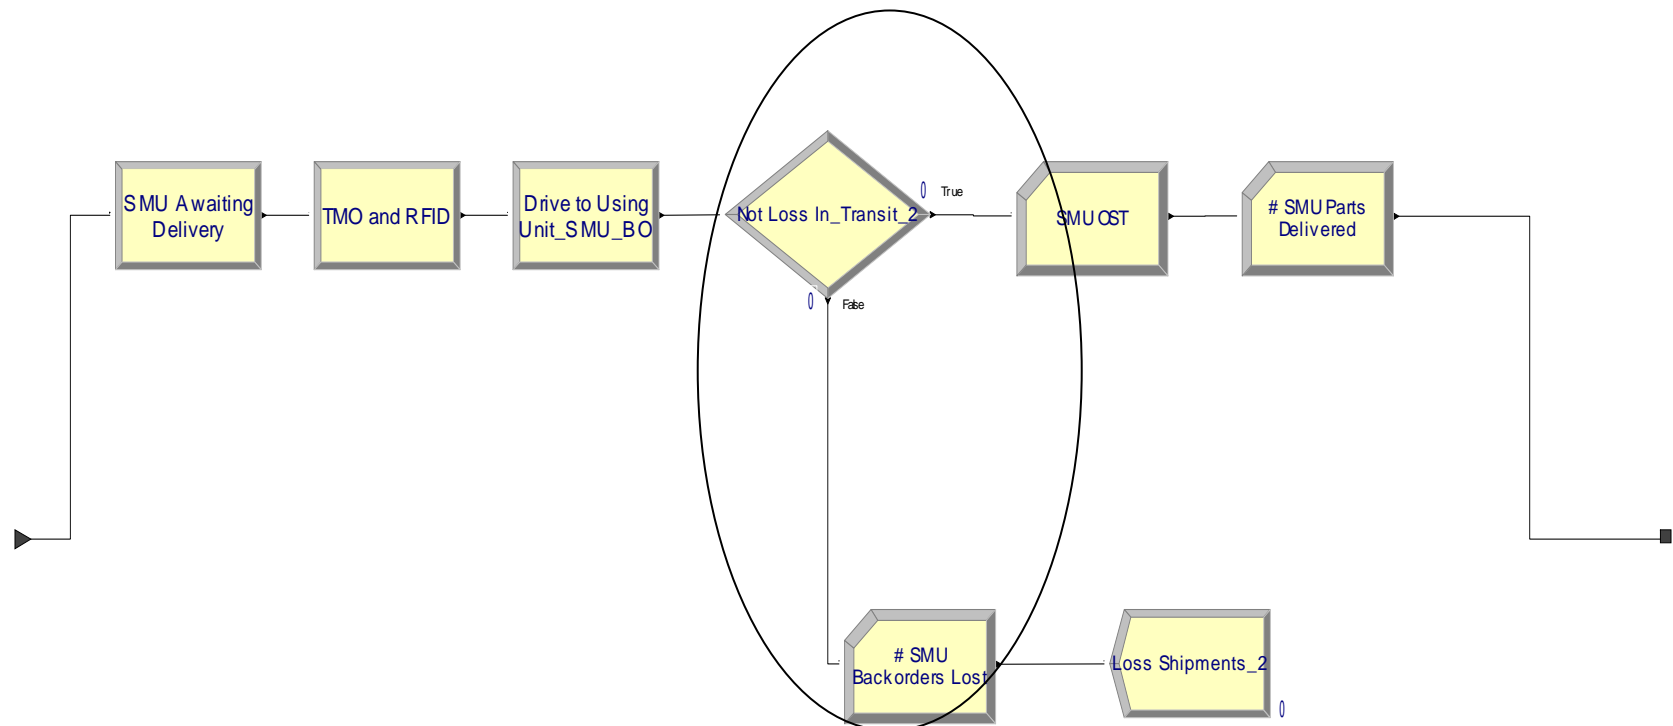 SMU Awaiting
Delivery
TMO and RFID
Drive to Using
Unit_SMU_BO
Not Loss In_Transit_2
0
True
0
False
SMU OST
# SMU Parts
Delivered
# SMU
Backorders Lost
Loss Shipments_2
0